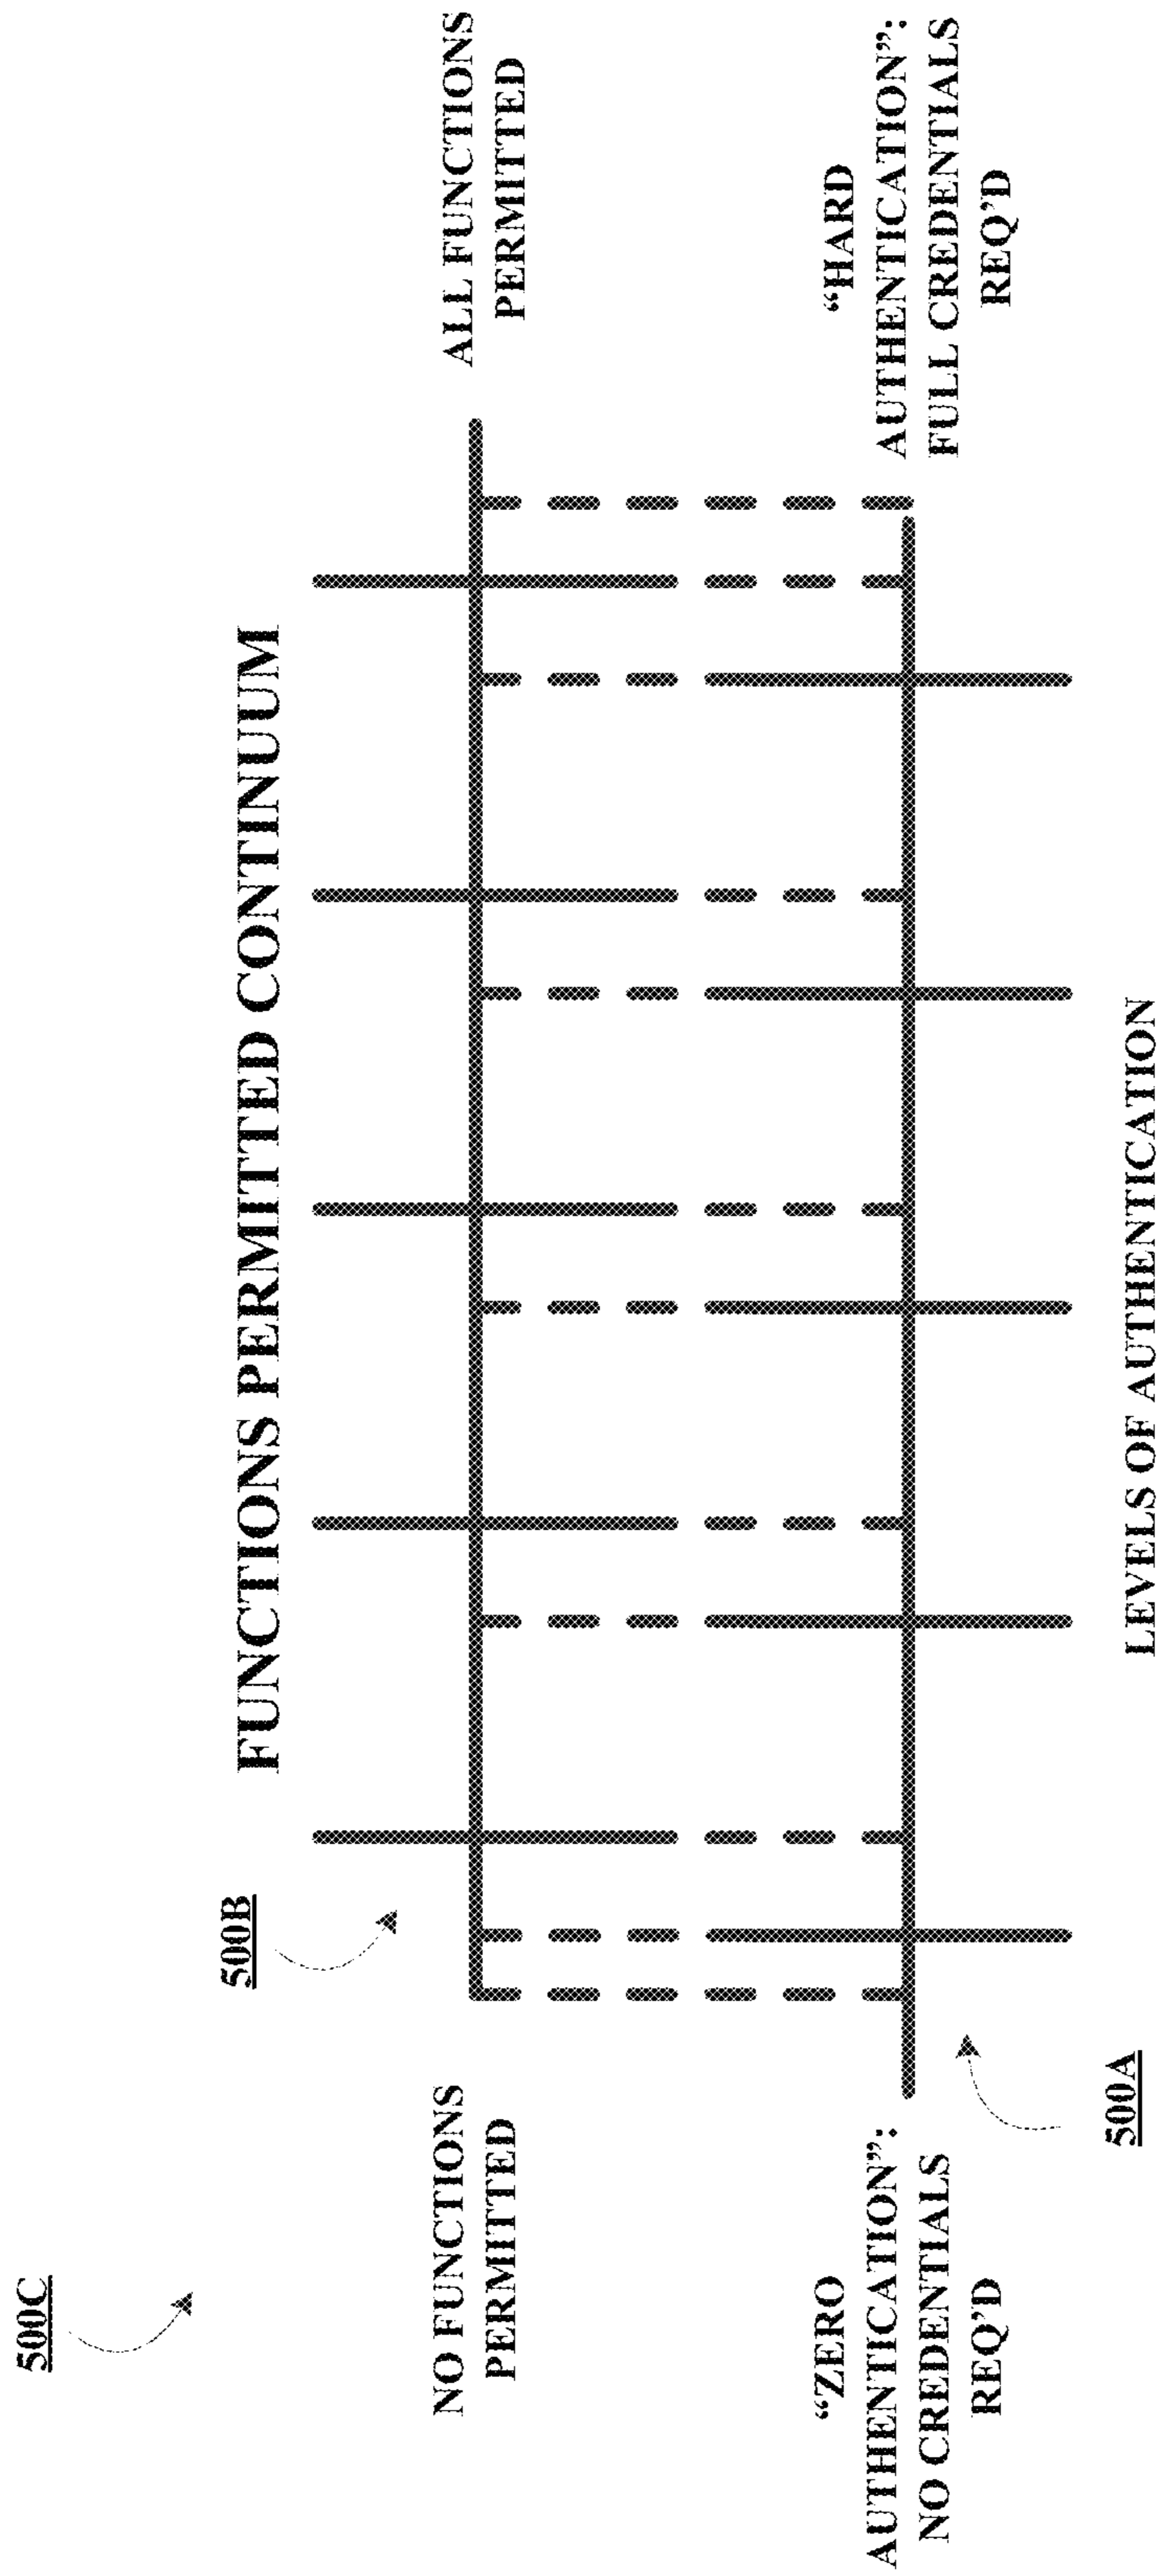 500C
FUNCTIONS PERMITTED CONTINUUM
500B
NO FUNCTIONS
PERMITTED
ALL FUNCTIONS
PERMITTED
“ZERO
AUTHENTICATION”:
NO CREDENTIALS
REQ’D
“HARD
AUTHENTICATION”:
FULL CREDENTIALS
REQ’D
500A
LEVELS OF AUTHENTICATION